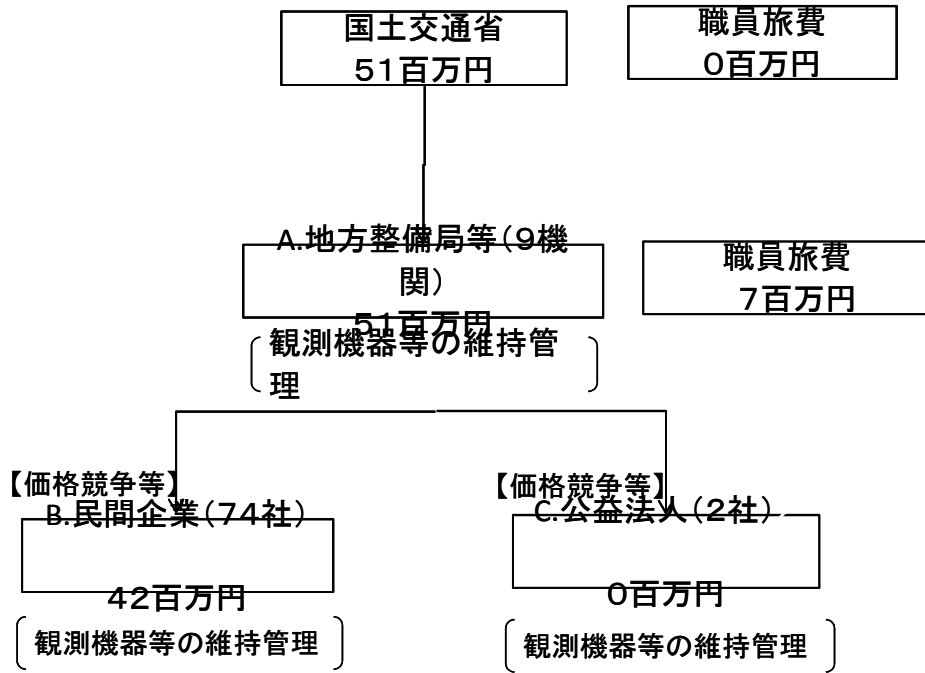 国土交通省
51百万円
職員旅費
0百万円
A.地方整備局等（9機
関）
51百万円
職員旅費
7百万円
観測機器等の維持管
理
【価格競争等】
B.民間企業（74社）
42百万円
観測機器等の維持管理
【価格競争等】
C.公益法人（2社）
0百万円
観測機器等の維持管理